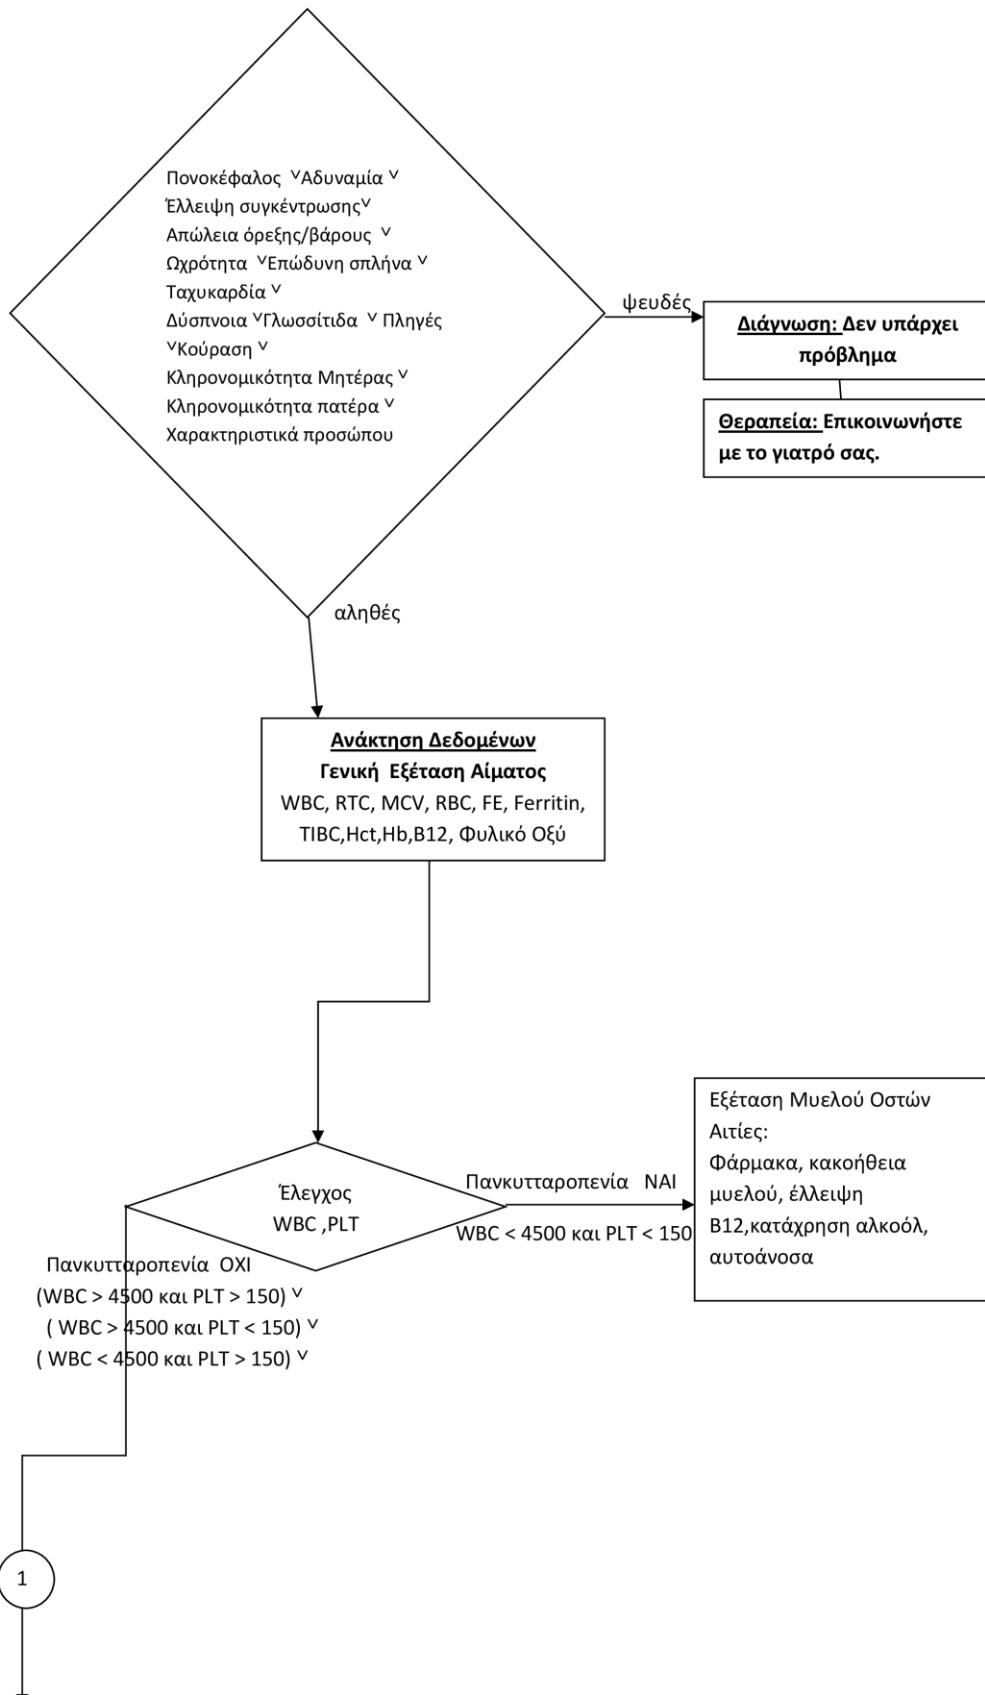 Πονοκέφαλος ˅Αδυναμία ˅
Έλλειψη συγκέντρωσης˅
Απώλεια όρεξης/βάρους ˅
Ωχρότητα ˅Επώδυνη σπλήνα ˅
Ταχυκαρδία ˅
Δύσπνοια ˅Γλωσσίτιδα ˅ Πληγές
˅Κούραση ˅
Κληρονομικότητα Μητέρας ˅
Κληρονομικότητα πατέρα ˅
Χαρακτηριστικά προσώπου
ψευδές
Διάγνωση: Δεν υπάρχει
πρόβλημα
Θεραπεία: Επικοινωνήστε
με το γιατρό σας.
αληθές
Ανάκτηση Δεδομένων
Γενική Εξέταση Αίματος
WBC, RTC, MCV, RBC, FE, Ferritin,
TIBC,Hct,Hb,B12, Φυλικό Οξύ
Έλεγχος
WBC ,PLT
Πανκυτταροπενία ΝΑΙ
WBC < 4500 και PLT < 150
Εξέταση Μυελού Οστών
Αιτίες:
Φάρμακα, κακοήθεια
μυελού, έλλειψη
Β12,κατάχρηση αλκοόλ,
αυτοάνοσα
Πανκυτταροπενία ΟΧΙ
(WBC > 4500 και PLT > 150) ˅
( WBC > 4500 και PLT < 150) ˅
( WBC < 4500 και PLT > 150) ˅
1